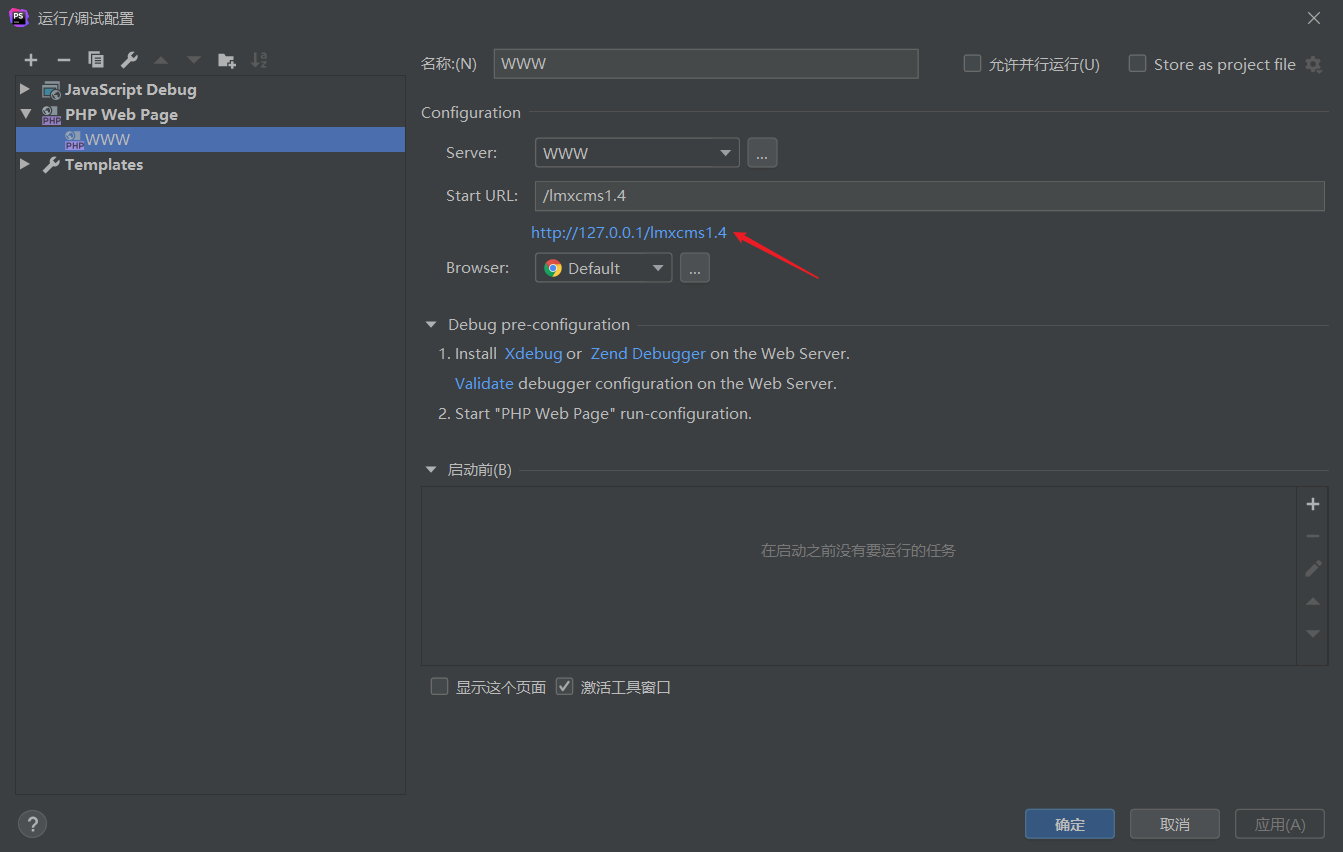 运行/调试配置
名称:(N) WWW 允许并行运行(U) Store as project file
JavaScript Debug
PHP Web Page
WWW
Templates
Configuration
Server: WWW ...
Start URL: /lmxcms1.4
http://127.0.0.1/lmxcms1.4
Browser: Default ...
Debug pre-configuration
1. Install Xdebug or Zend Debugger on the Web Server.
Validate debugger configuration on the Web Server.
2. Start "PHP Web Page" run-configuration.
启动前(B)
在启动之前没有要运行的任务
显示这个页面 激活工具窗口
? 确定 取消 应用(A)